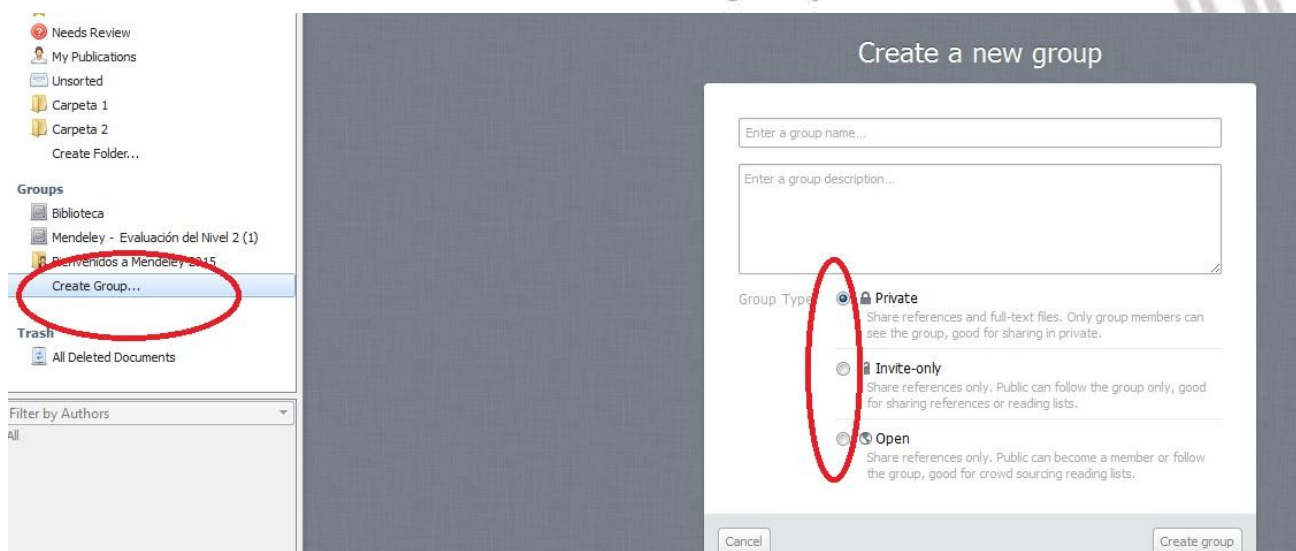 Needs Review
My Publications
Unsorted
Carpeta 1
Carpeta 2
Create Folder...
Groups
Biblioteca
Mendeley - Evaluación del Nivel 2 (1)
Bienvenidos a Mendeley 2015
Create Group...
Trash
All Deleted Documents
Filter by Authors
All
Create a new group
Enter a group name...
Enter a group description...
Group Type
Private
Share references and full-text files. Only group members can
see the group, good for sharing in private.
Invite-only
Share references only. Public can follow the group only, good
for sharing references or reading lists.
Open
Share references only. Public can become a member or follow
the group, good for crowd sourcing reading lists.
Cancel
Create group